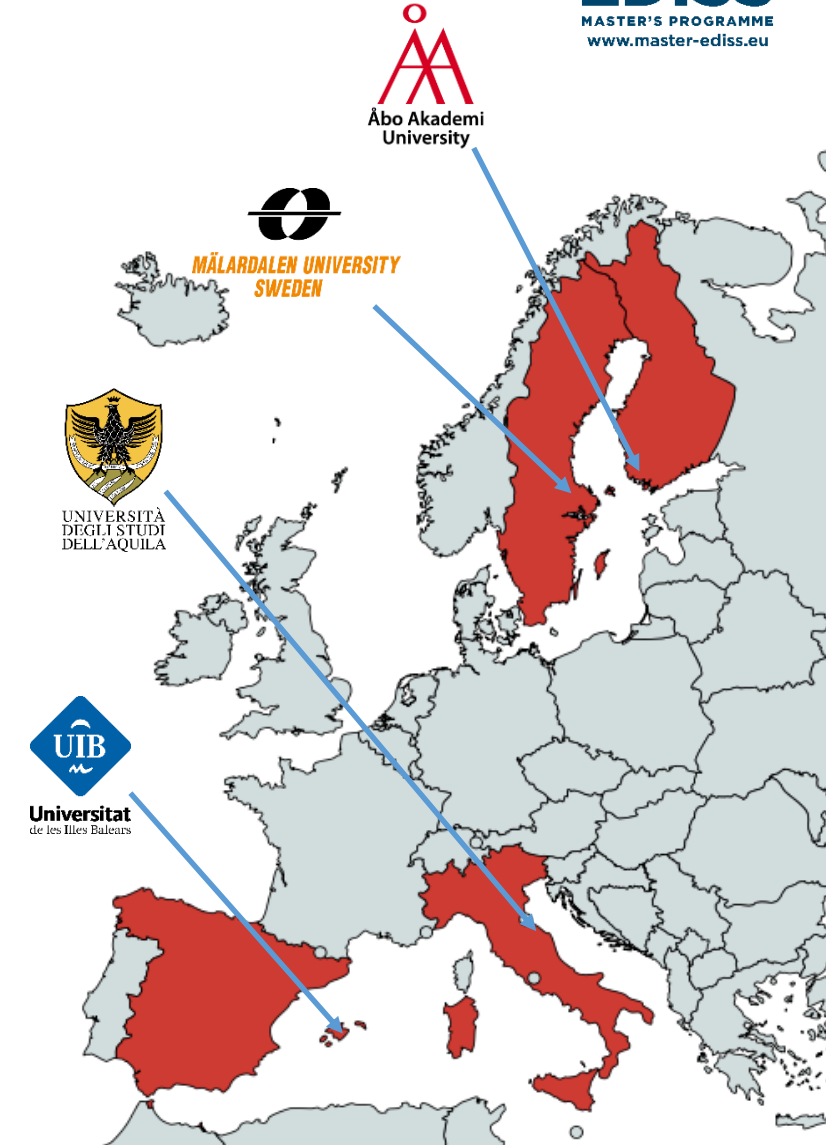 EDISS
MASTER'S PROGRAMME
www.master-ediss.eu
Åbo Akademi
University
MÄLARDALEN UNIVERSITY
SWEDEN
UNIVERSITÀ
DEGLI STUDI
DELL'AQUILA
UIB
Universitat
de les Illes Balears